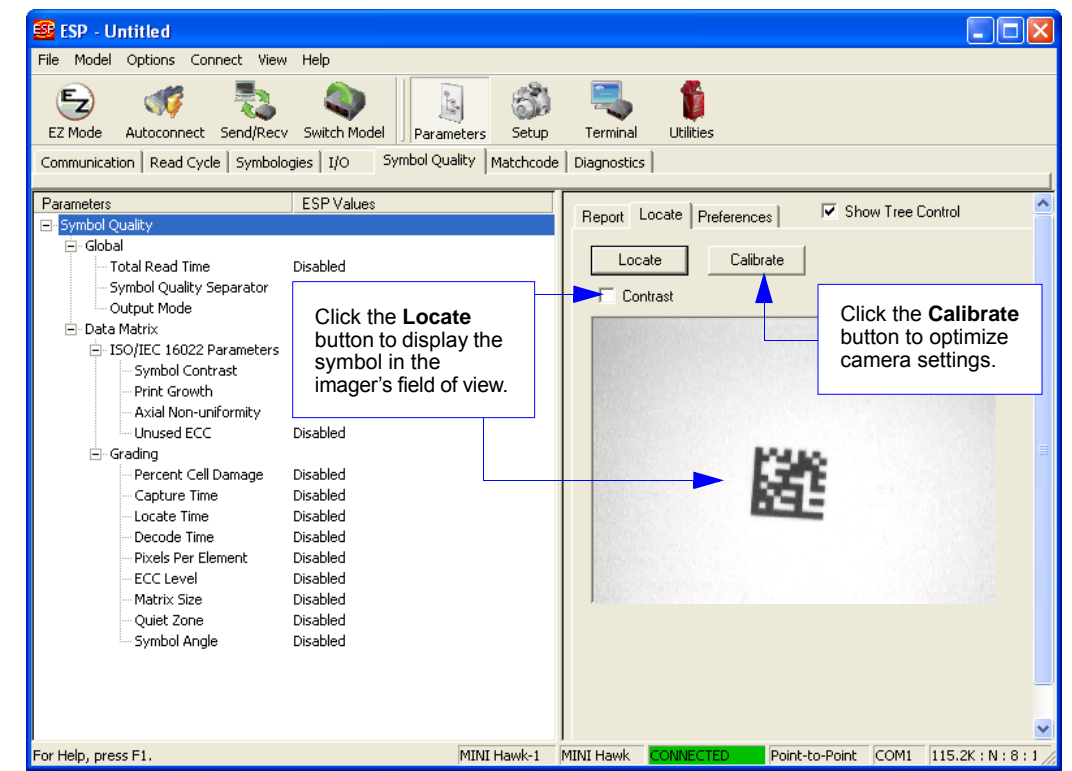 ESP - Untitled
File Model Options Connect View Help
EZ Mode Autoconnect Send/Recv Switch Model Parameters Setup Terminal Utilities
Communication Read Cycle Symbologies I/O Symbol Quality Matchcode Diagnostics
Parameters ESP Values
Symbol Quality
Global
Total Read Time Disabled
Symbol Quality Separator
Output Mode
Data Matrix
ISO/IEC 16022 Parameters
Symbol Contrast
Print Growth
Axial Non-uniformity
Unused ECC Disabled
Grading
Percent Cell Damage Disabled
Capture Time Disabled
Locate Time Disabled
Decode Time Disabled
Pixels Per Element Disabled
ECC Level Disabled
Matrix Size Disabled
Quiet Zone Disabled
Symbol Angle Disabled
Click the Locate
button to display the
symbol in the
imager's field of view.
Report Locate Preferences Show Tree Control
Locate Calibrate
Contrast
Click the Calibrate
button to optimize
camera settings.
For Help, press F1. MINI Hawk-1 MINI Hawk CONNECTED Point-to-Point COM1 115.2K : N : 8 : 1